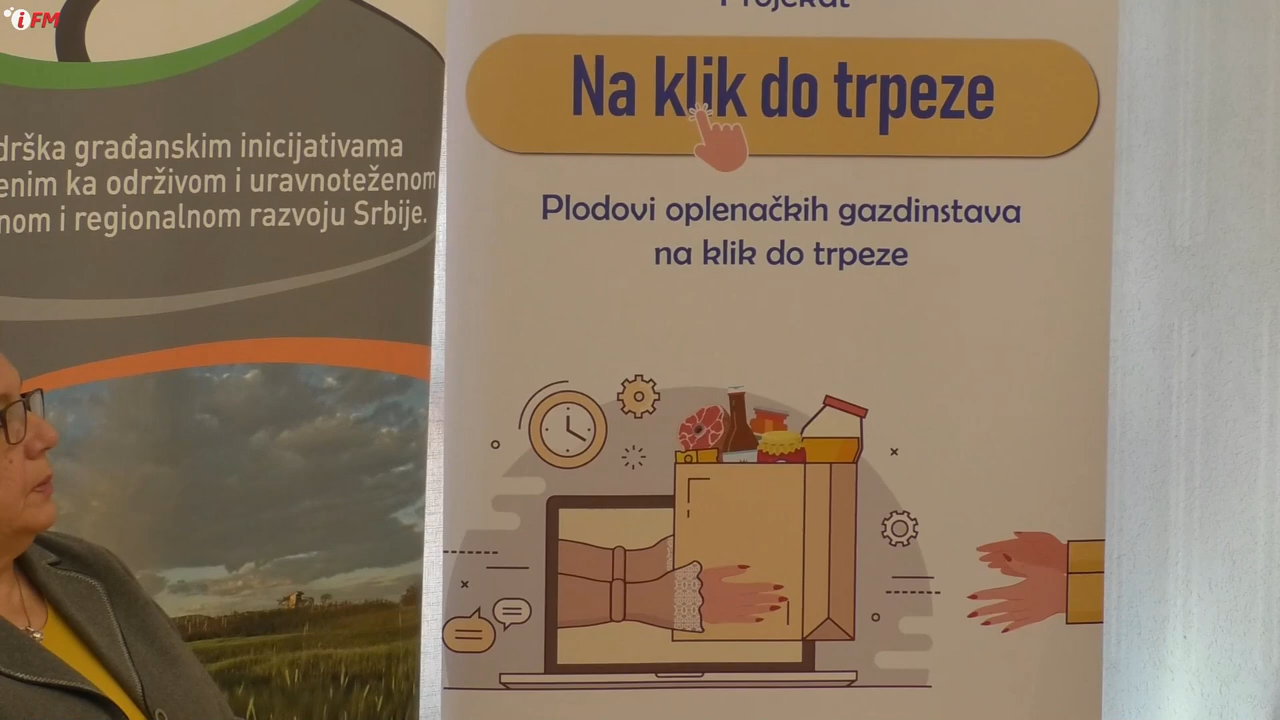 i FM
drška građanskim inicijativama
enim ka održivom i uravnoteženom
nom i regionalnom razvoju Srbije.
Projekat
Na klik do trpeze
Plodovi oplenačkih gazdinstava
na klik do trpeze